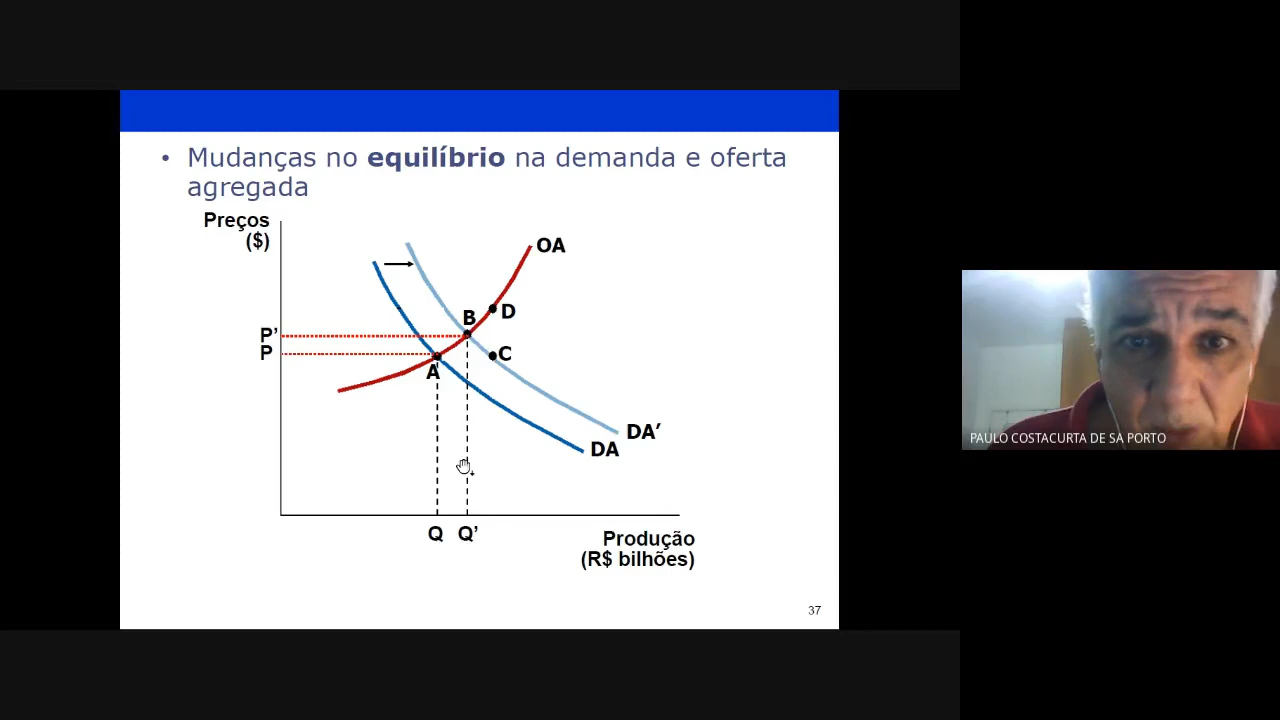 • Mudanças no equilíbrio na demanda e oferta
agregada
Preços
($)
OA
B
D
P’
P
C
A
DA’
DA
Q
Q’
Produção
(R$ bilhões)
37
PAULO COSTACURTA DE SA PORTO